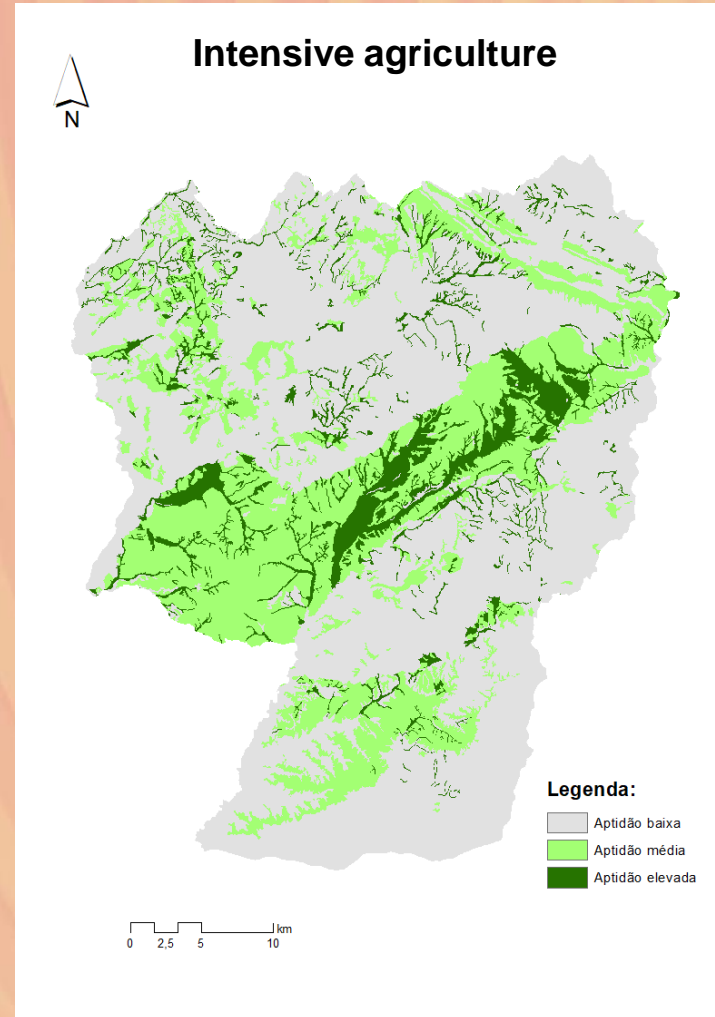 Intensive agriculture
N
Legenda:
Aptidão baixa
Aptidão média
Aptidão elevada
km
0 2,5 5 10